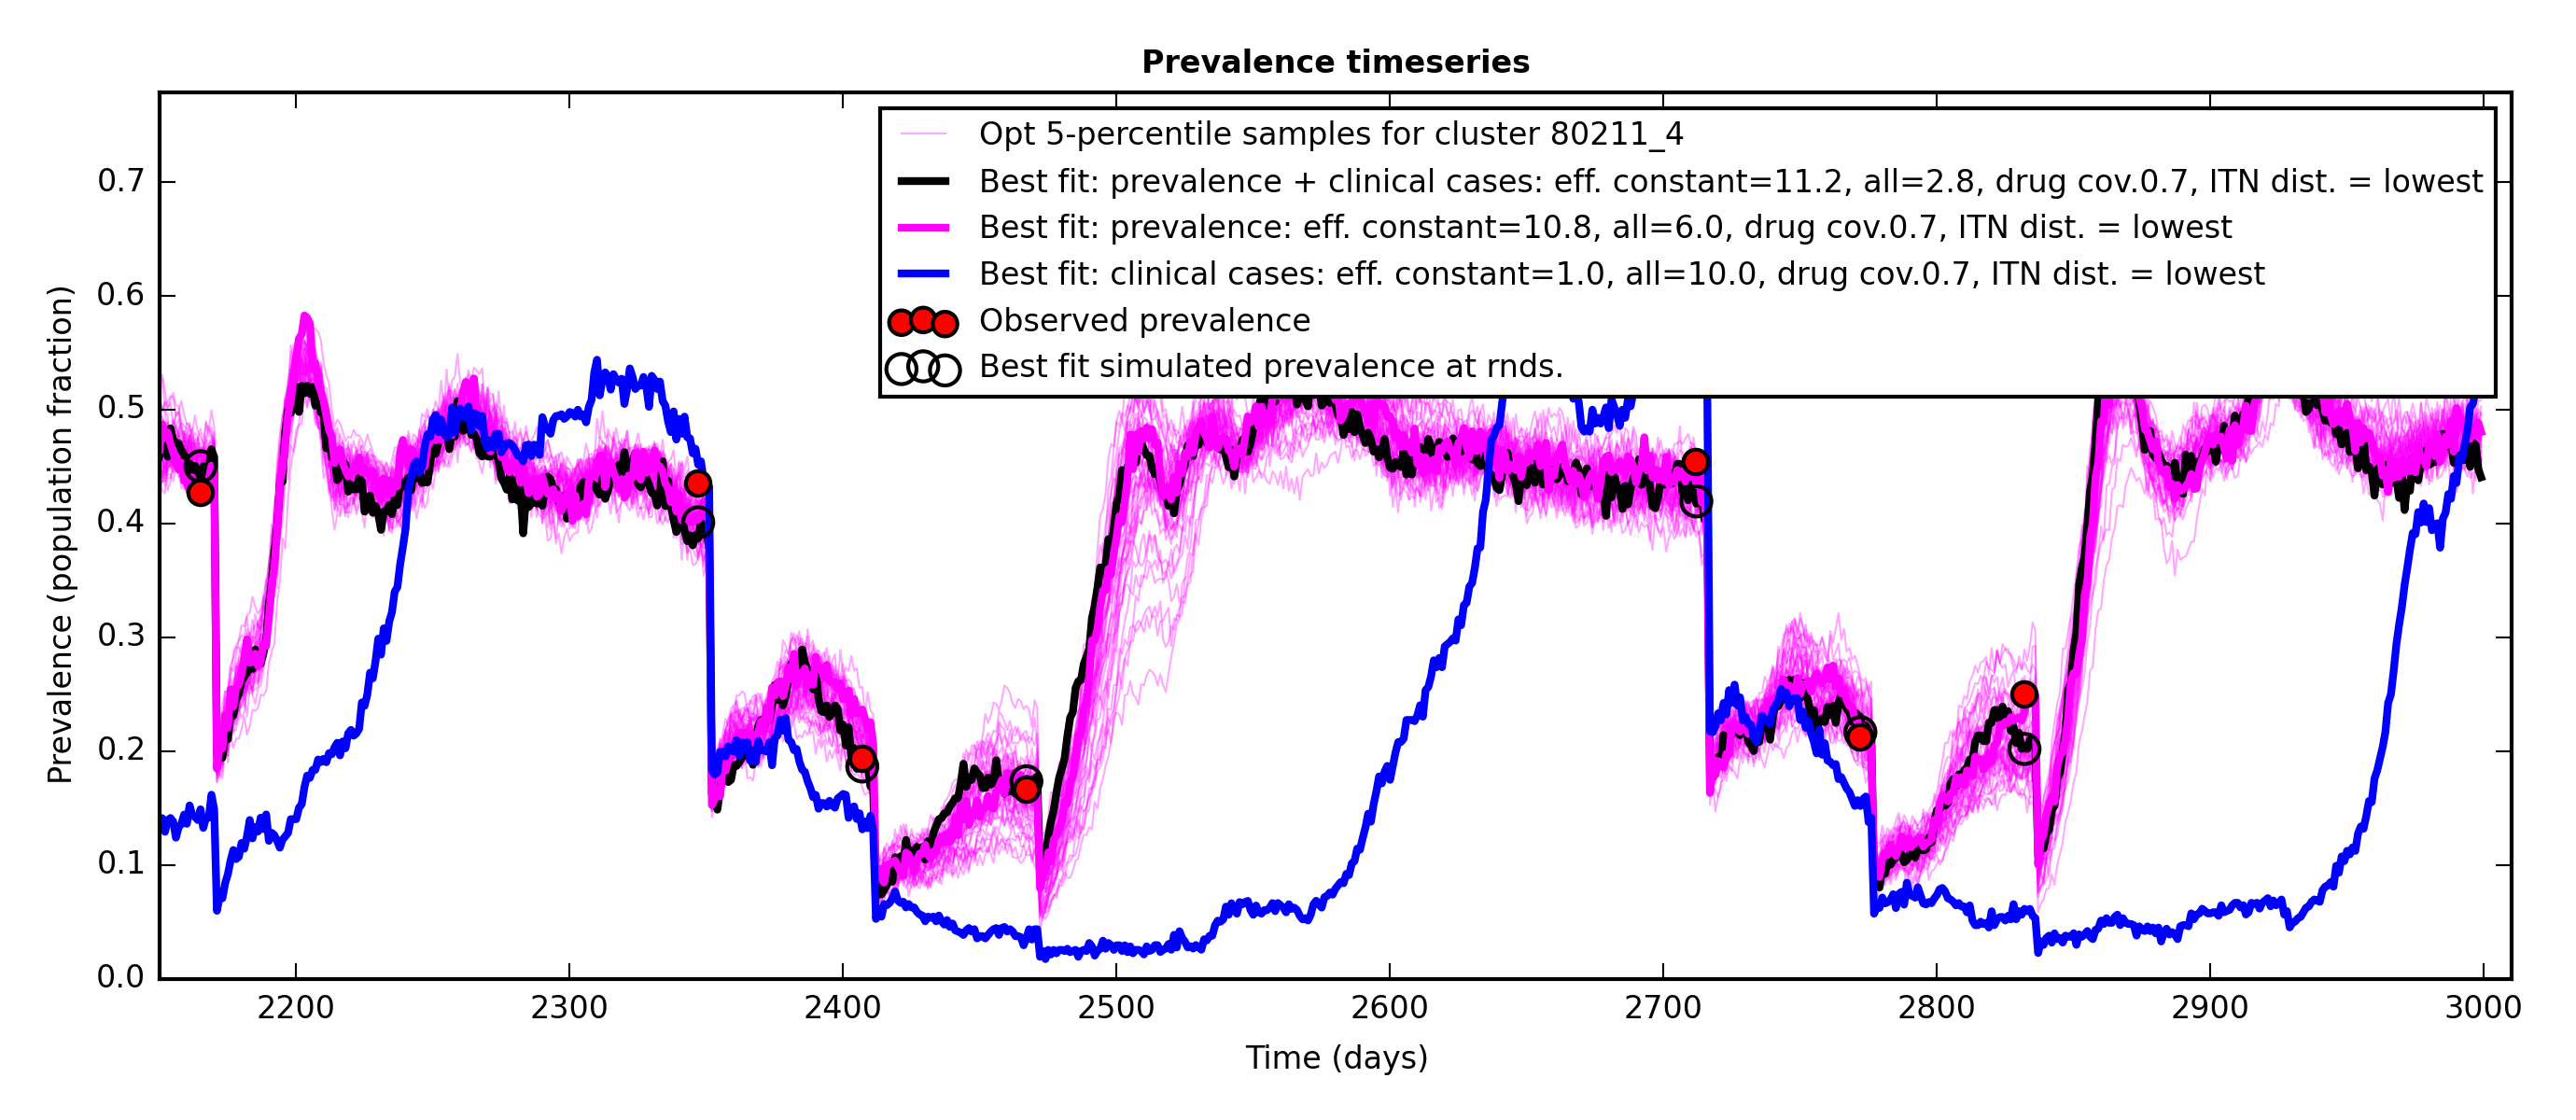 Prevalence timeseries
Opt 5-percentile samples for cluster 80211_4
Best fit: prevalence + clinical cases: eff. constant=11.2, all=2.8, drug cov.0.7, ITN dist. = lowest
Best fit: prevalence: eff. constant=10.8, all=6.0, drug cov.0.7, ITN dist. = lowest
Best fit: clinical cases: eff. constant=1.0, all=10.0, drug cov.0.7, ITN dist. = lowest
Observed prevalence
Best fit simulated prevalence at rnds.
Prevalence (population fraction)
0.7
0.6
0.5
0.4
0.3
0.2
0.1
0.0
2200 2300 2400 2500 2600 2700 2800 2900 3000
Time (days)